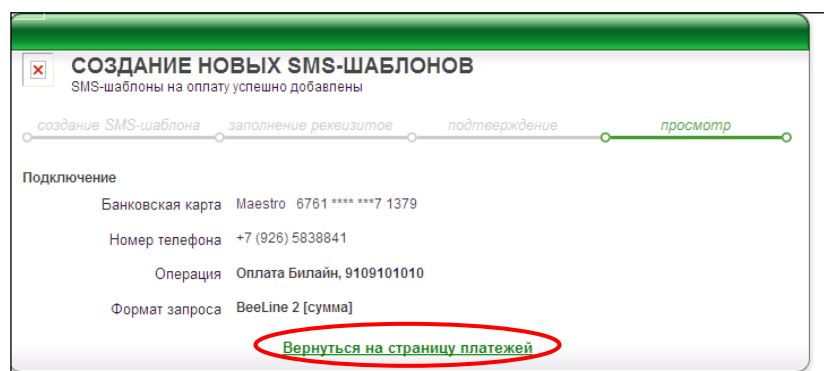 СОЗДАНИЕ НОВЫХ SMS-ШАБЛОНОВ
SMS-шаблоны на оплату успешно добавлены
создание SMS-шаблона заполнение реквизитов подтверждение просмотр
Подключение
Банковская карта Maestro 6761 **** ***7 1379
Номер телефона +7 (926) 5838841
Операция Оплата Билайн, 9109101010
Формат запроса BeeLine 2 [сумма]
Вернуться на страницу платежей